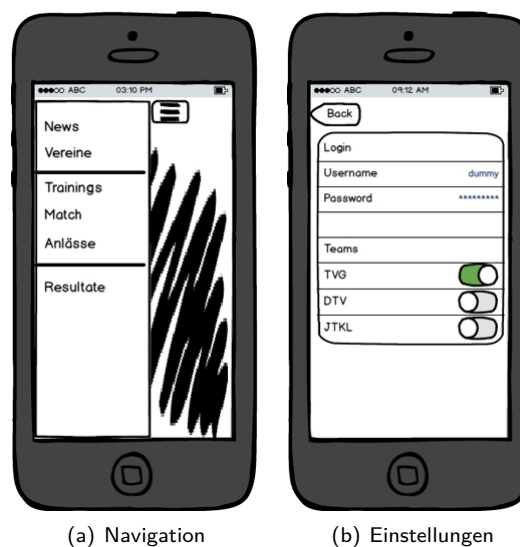 ABC 03:10 PM
News
Vereine
Trainings
Match
Anlässe
Resultate
(a) Navigation
ABC 09:12 AM
Back
Login
Username dummy
Password *********
Teams
TVG
DTV
JTKL
(b) Einstellungen